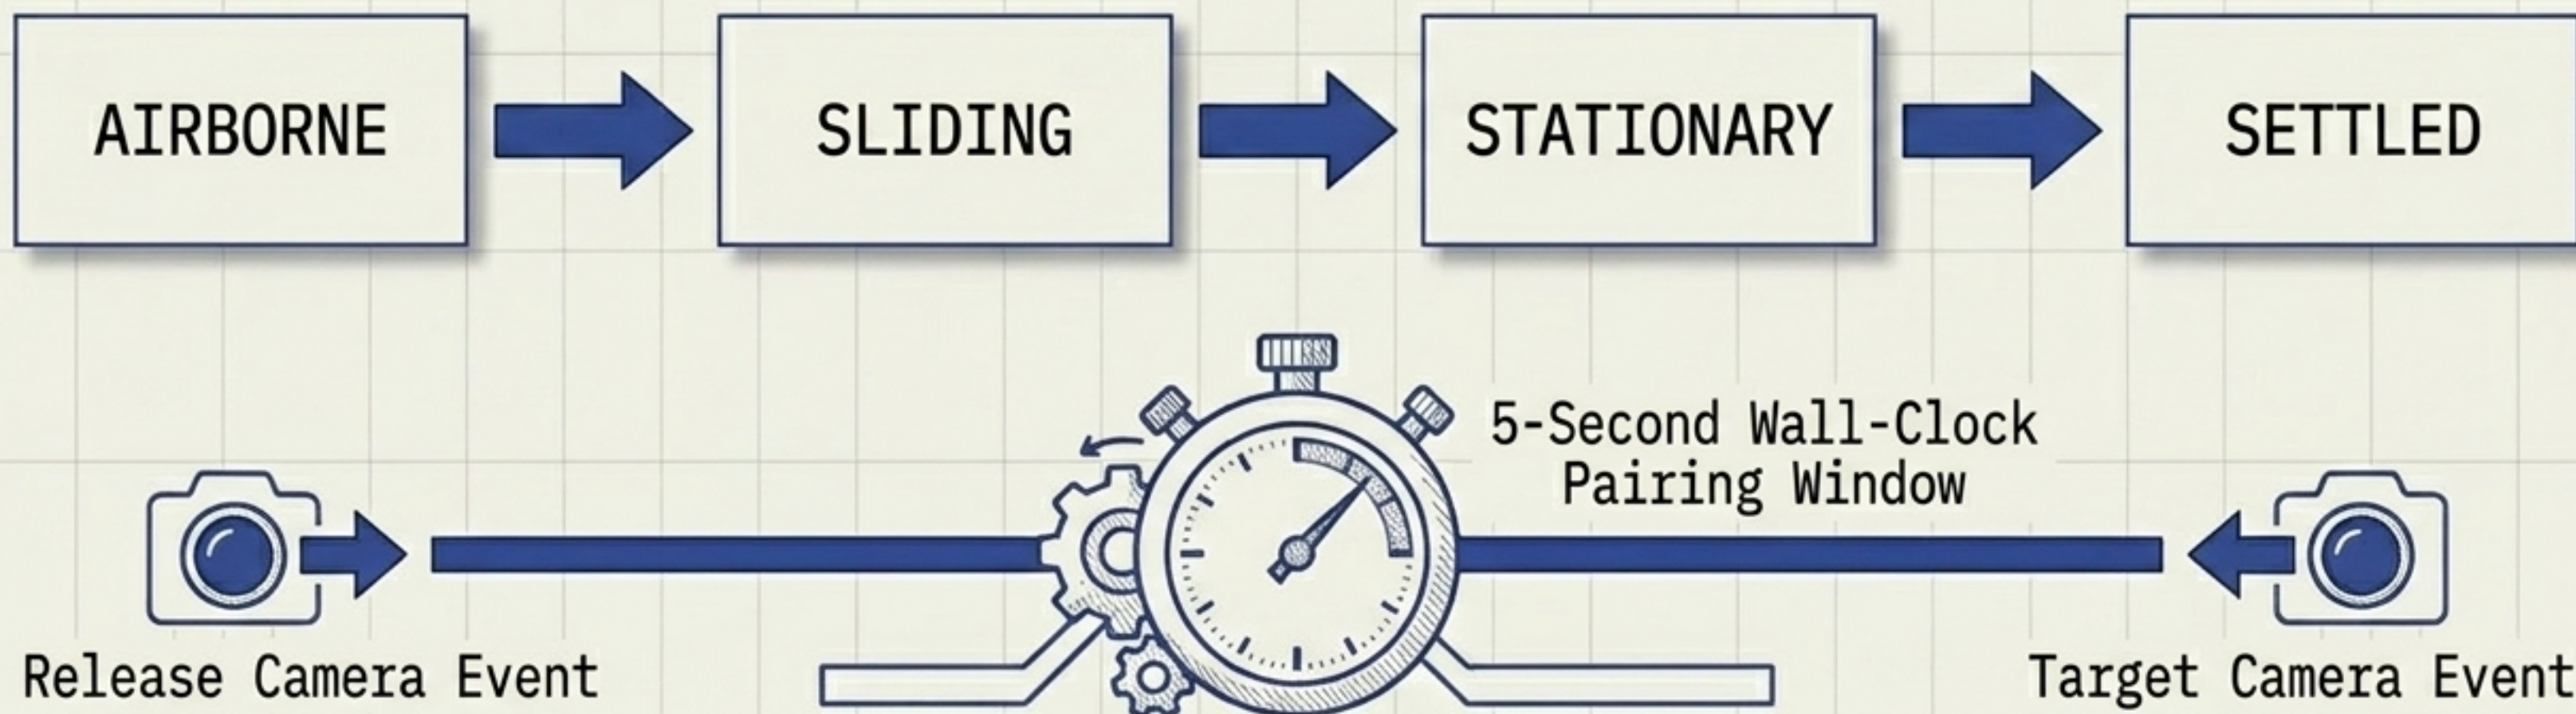 AIRBORNE
SLIDING
STATIONARY
SETTLED
5-Second Wall-Clock
Pairing Window
Release Camera Event
Target Camera Event